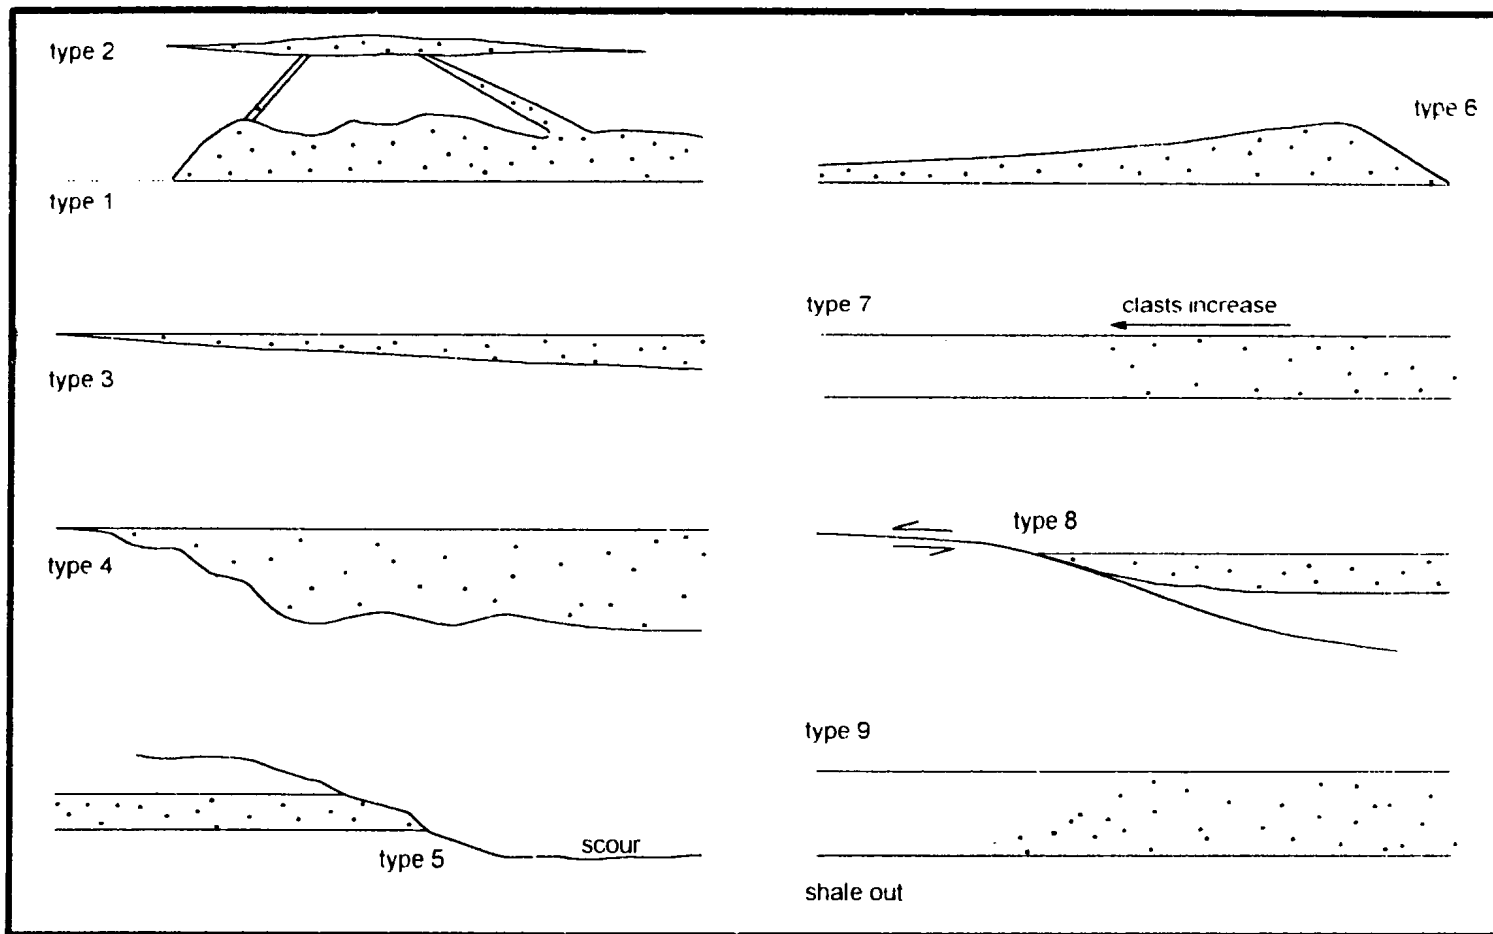 type 2
type 1
type 3
type 4
type 5
scour
type 6
type 7
clasts increase
type 8
type 9
shale out